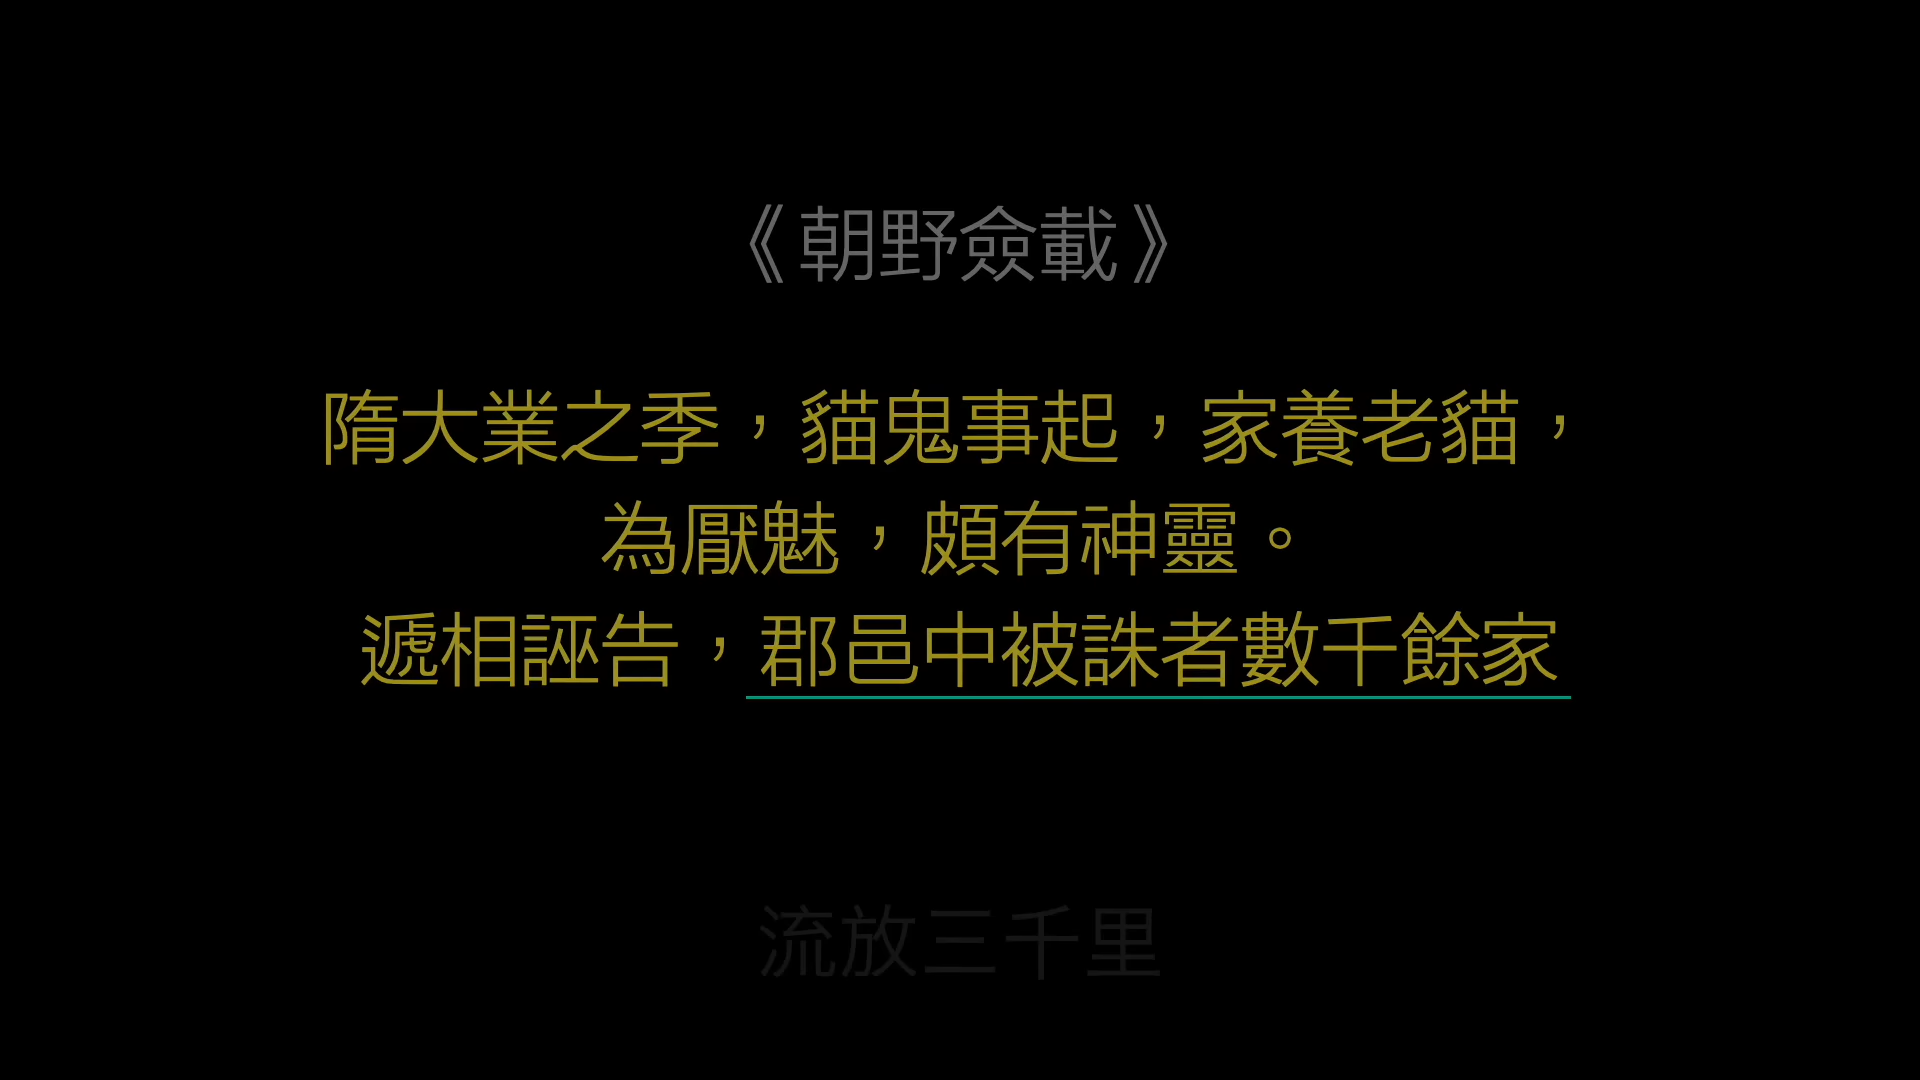 《朝野僉載》
隋大業之季，貓鬼事起，家養老貓，
為厭魅，頗有神靈。
遞相誣告，郡邑中被誅者數千餘家
流放三千里